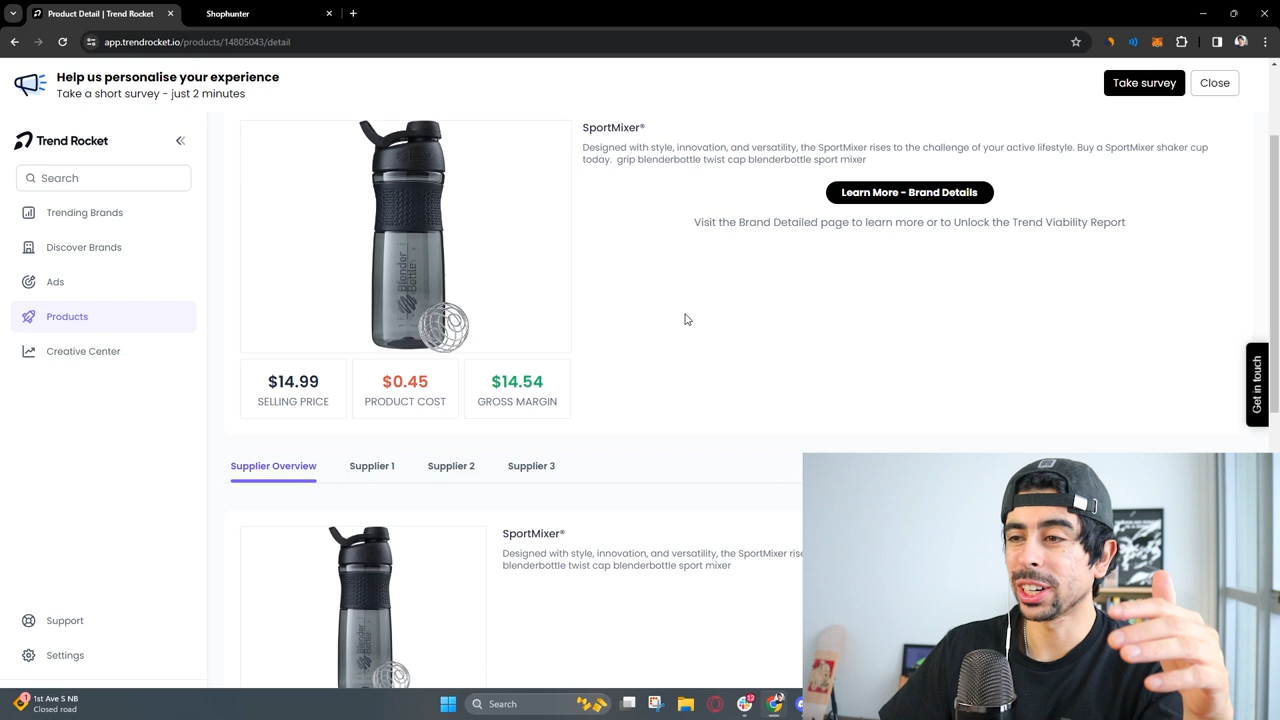 Product Detail | Trend Rocket
Shophunter
app.trendrocket.io/products/14805043/detail
Help us personalise your experience
Take a short survey - just 2 minutes
Take survey
Close
Trend Rocket
Search
Trending Brands
Discover Brands
Ads
Products
Creative Center
Support
Settings
SportMixer®
Designed with style, innovation, and versatility, the SportMixer rises to the challenge of your active lifestyle. Buy a SportMixer shaker cup
today. grip blenderbottle twist cap blenderbottle sport mixer
Learn More - Brand Details
Visit the Brand Detailed page to learn more or to Unlock the Trend Viability Report
Blender
Bottle
$14.99
SELLING PRICE
$0.45
PRODUCT COST
$14.54
GROSS MARGIN
Get in touch
Supplier Overview
Supplier 1
Supplier 2
Supplier 3
SportMixer®
Designed with style, innovation, and versatility, the SportMixer rise
blenderbottle twist cap blenderbottle sport mixer
1st Ave S NB
Closed road
Search